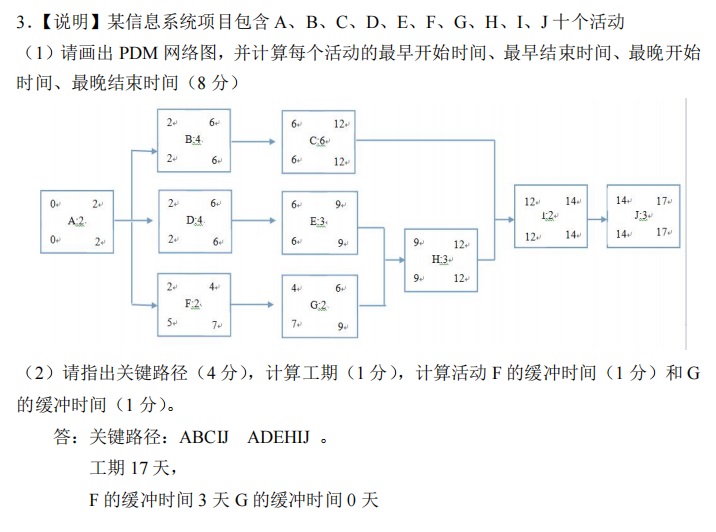 3.【说明】某信息系统项目包含 A、B、C、D、E、F、G、H、I、J 十个活动
（1）请画出 PDM 网络图，并计算每个活动的最早开始时间、最早结束时间、最晚开始
时间、最晚结束时间（8 分）
2 6
B:4
2 6
6 12
C:6
6 12
0 2
A:2
0 2
2 6
D:4
2 6
6 9
E:3
6 9
12 14
I:2
12 14
14 17
J:3
14 17
9 12
H:3
9 12
2 4
F:2
5 7
4 6
G:2
7 9
（2）请指出关键路径（4 分），计算工期（1 分），计算活动 F 的缓冲时间（1 分）和 G
的缓冲时间（1 分）。
答：关键路径：ABCIJ ADEHIJ 。
工期 17 天，
F 的缓冲时间 3 天 G 的缓冲时间 0 天